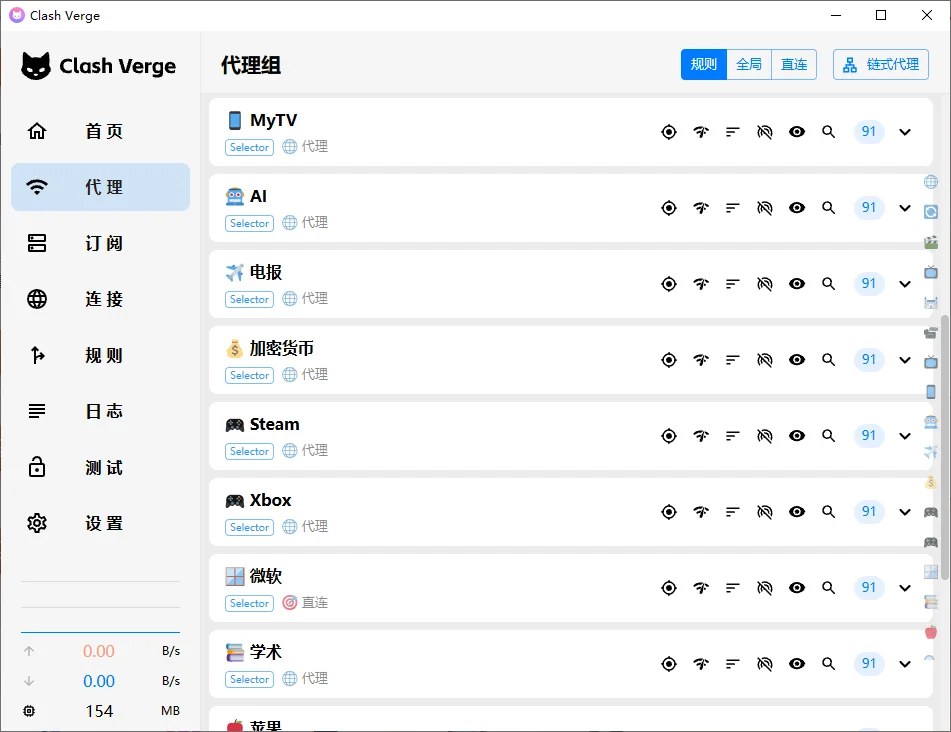 Clash Verge
Clash Verge
首页
代理
订阅
连接
规则
日志
测试
设置
0.00 B/s
0.00 B/s
154 MB
代理组
规则 全局 直连 链式代理
MyTV
Selector 代理
91
AI
Selector 代理
91
电报
Selector 代理
91
加密货币
Selector 代理
91
Steam
Selector 代理
91
Xbox
Selector 代理
91
微软
Selector 直连
91
学术
Selector 代理
91
苹果